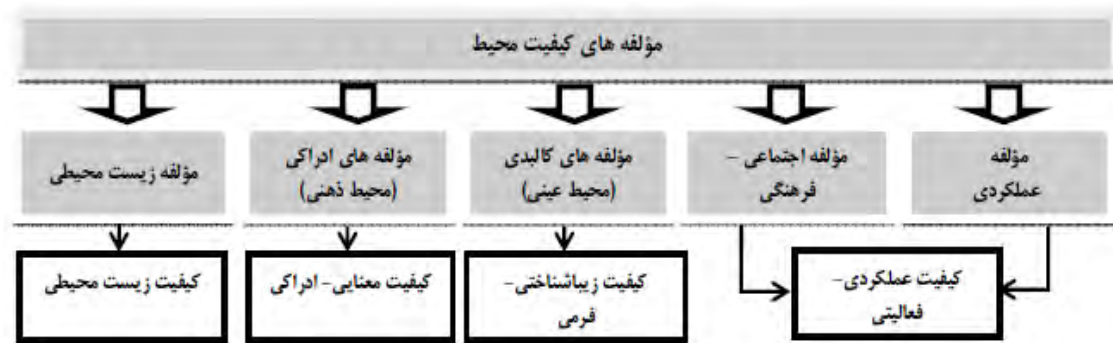 مؤلفه های کیفیت محیط
مؤلفه
عملکردی
مؤلفه اجتماعی -
فرهنگی
مؤلفه های کالبدی
(محیط عینی)
مؤلفه های ادراکی
(محیط ذهنی)
مؤلفه زیست محیطی
کیفیت عملکردی-
فعالیتی
کیفیت زیباشناختی-
فرمی
کیفیت معنایی- ادراکی
کیفیت زیست محیطی